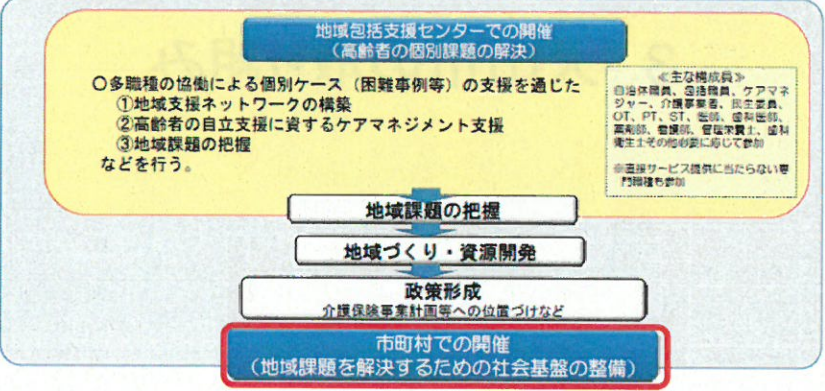 地域包括支援センターでの開催
(高齢者の個別課題の解決)
○多職種の協働による個別ケース(困難事例等)の支援を通じた
①地域支援ネットワークの構築
②高齢者の自立支援に資するケアマネジメント支援
③地域課題の把握
などを行う。
≪主な構成員≫
自治体職員、包括職員、ケアマネ
ジャー、介護事業者、民生委員、
OT、PT、ST、医師、歯科医師、
薬剤師、看護師、管理栄養士、歯科
衛生士その他必要に応じて参加
※直接サービス提供に当たらない専
門職種も参加
地域課題の把握
地域づくり・資源開発
政策形成
介護保険事業計画等への位置づけなど
市町村での開催
(地域課題を解決するための社会基盤の整備)